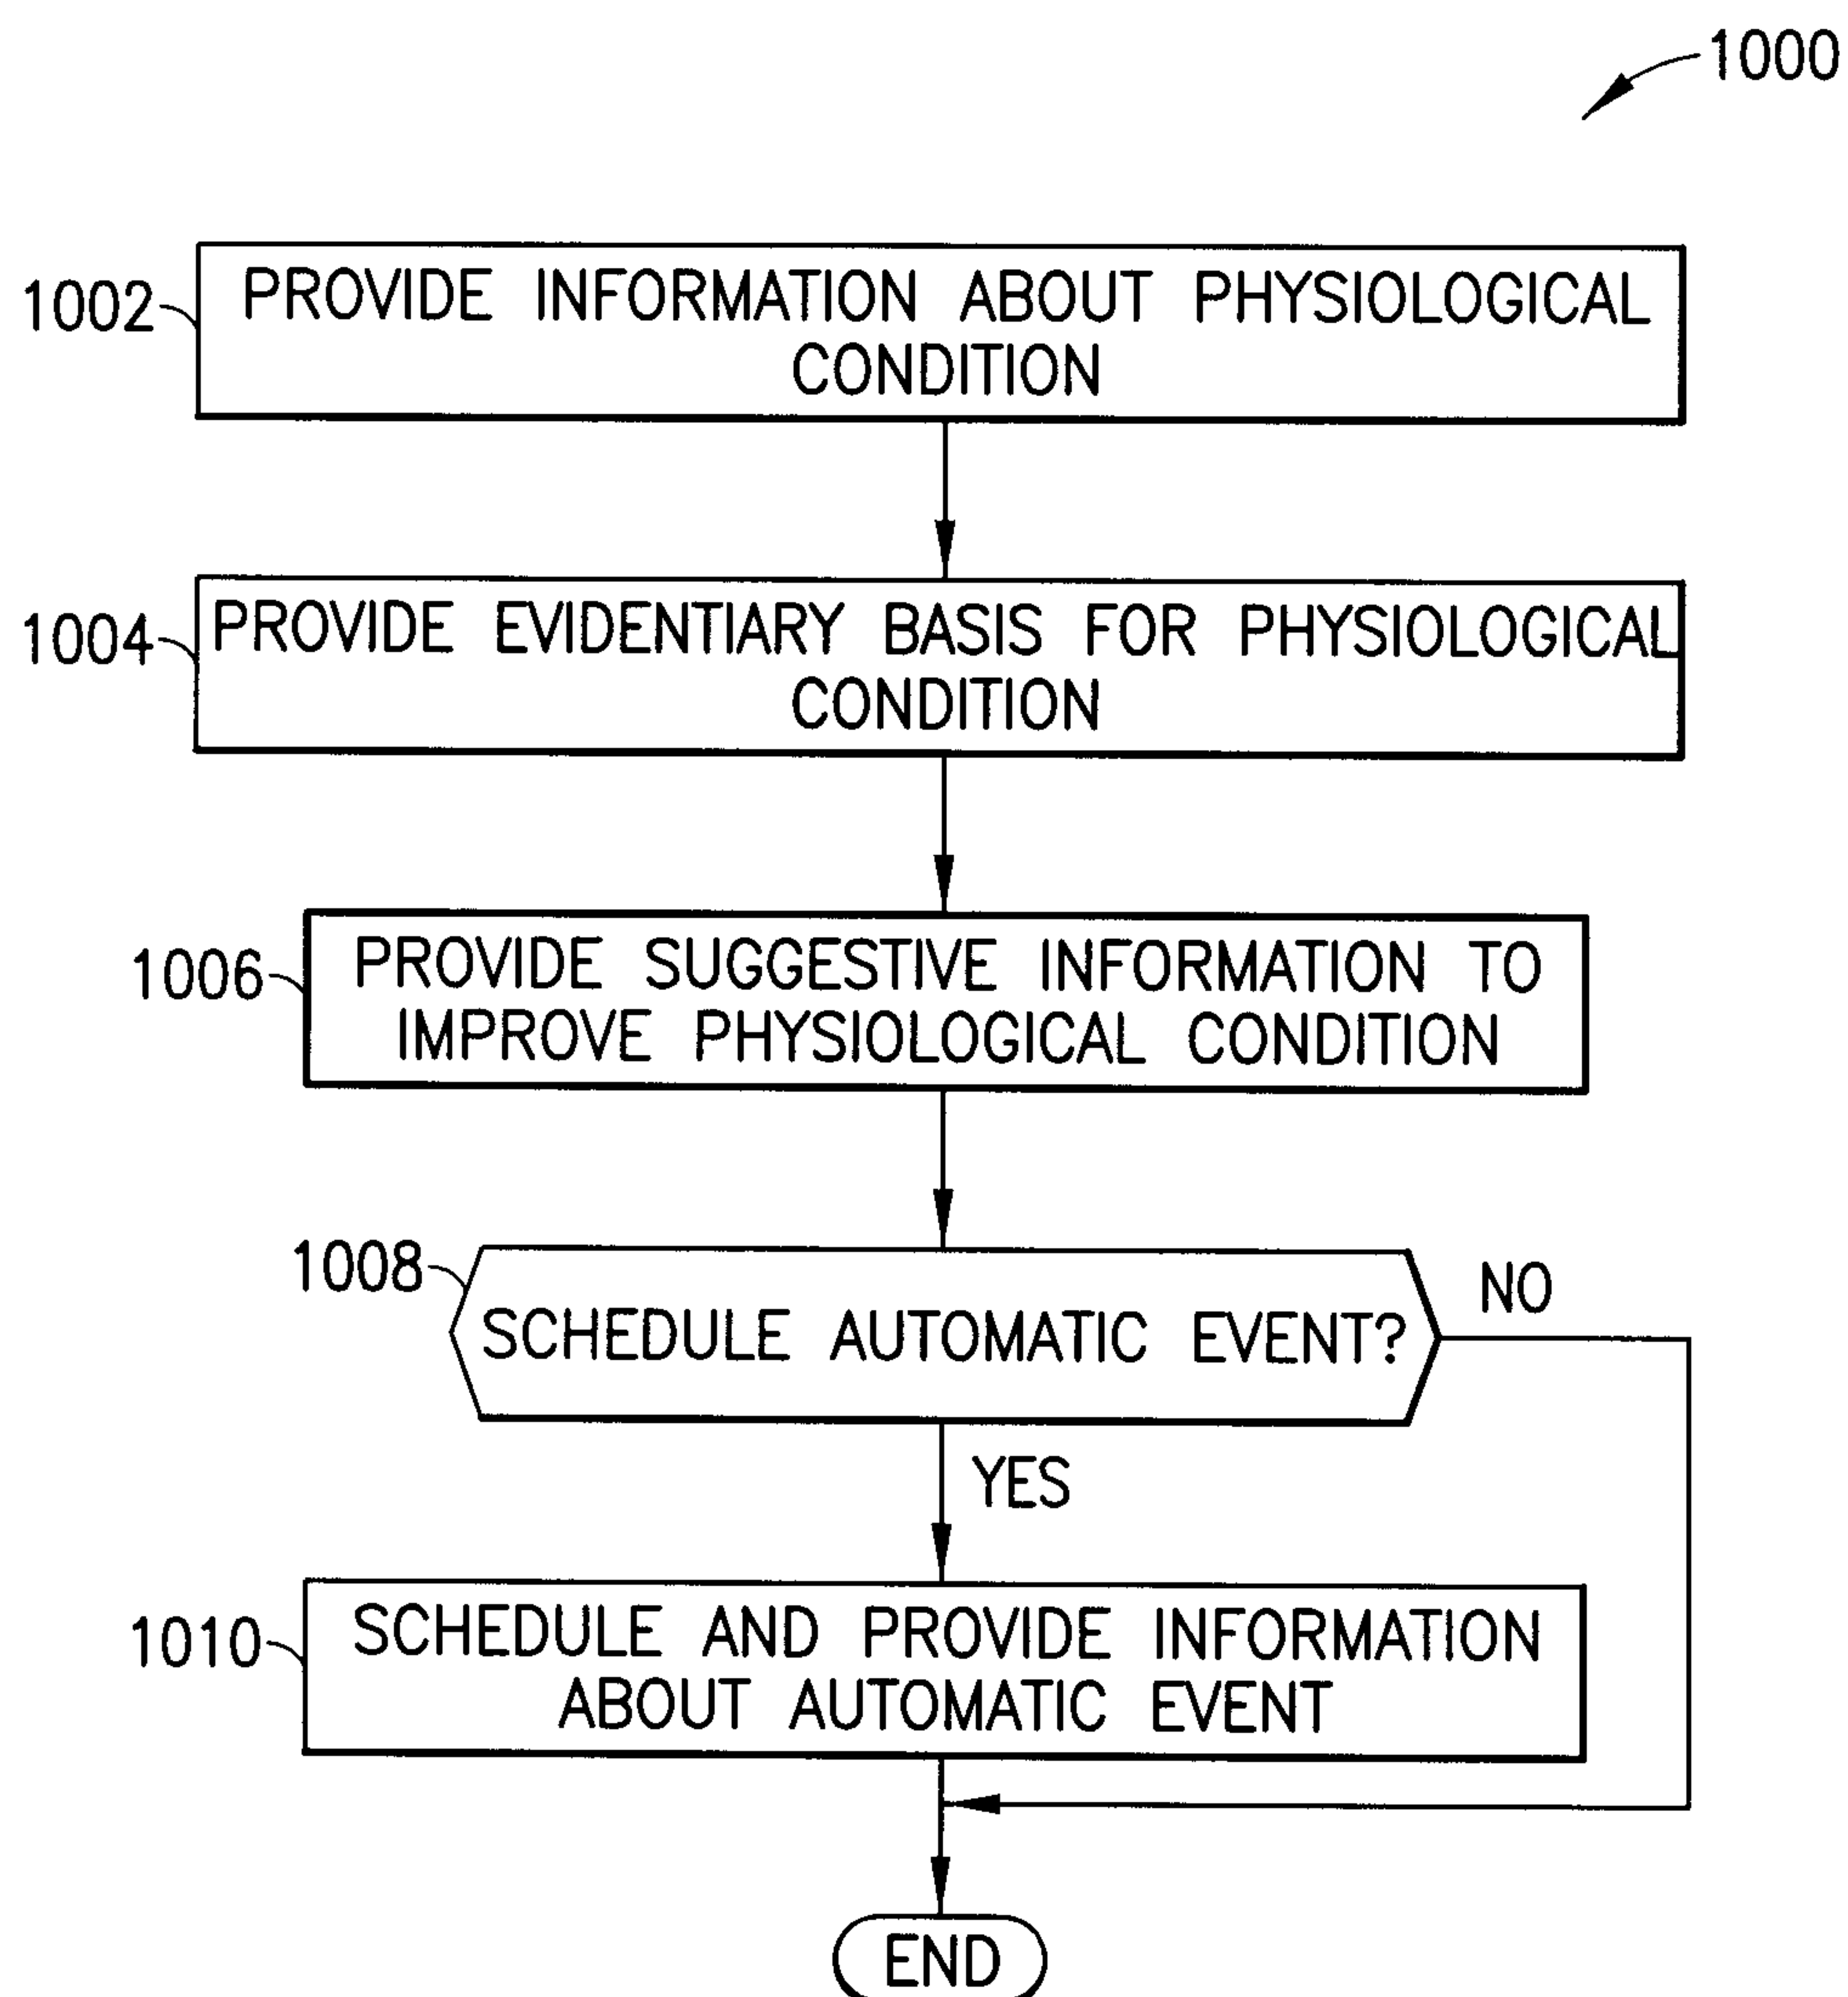 1000
1002
PROVIDE INFORMATION ABOUT PHYSIOLOGICAL
CONDITION
1004
PROVIDE EVIDENTIARY BASIS FOR PHYSIOLOGICAL
CONDITION
1006
PROVIDE SUGGESTIVE INFORMATION TO
IMPROVE PHYSIOLOGICAL CONDITION
1008
SCHEDULE AUTOMATIC EVENT?
NO
YES
1010
SCHEDULE AND PROVIDE INFORMATION
ABOUT AUTOMATIC EVENT
END